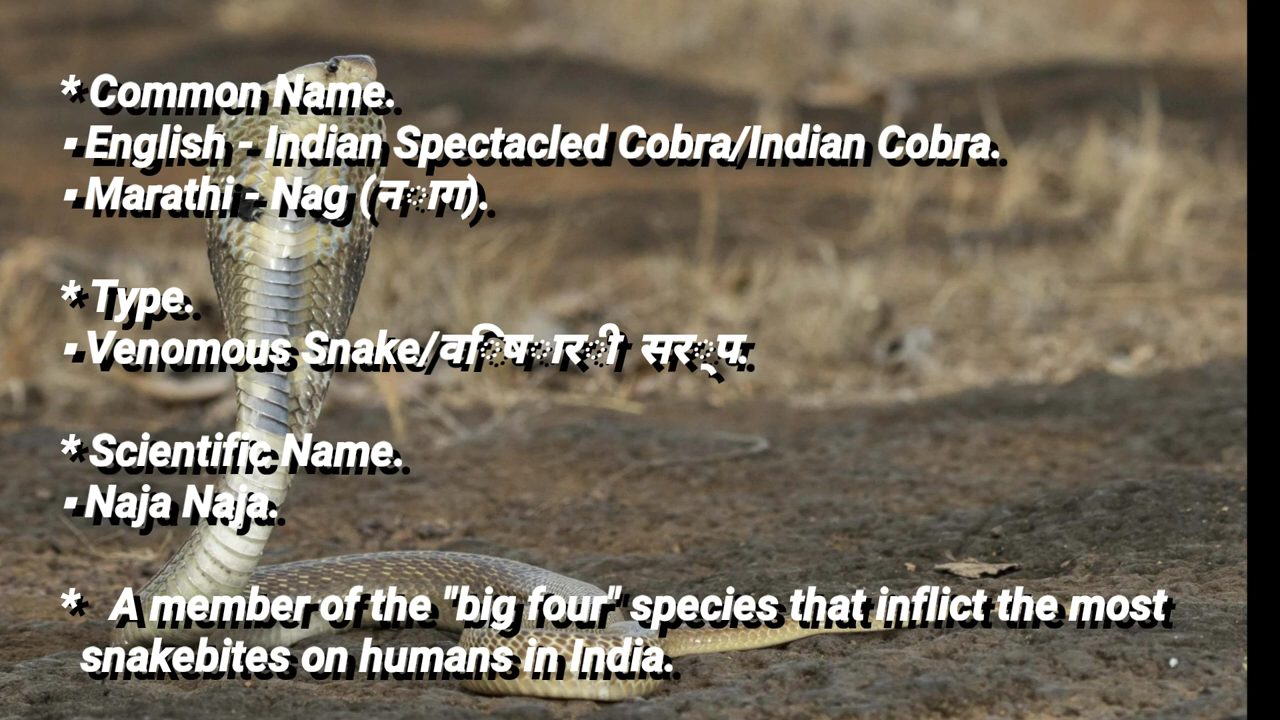 * Common Name.
▪ English - Indian Spectacled Cobra/Indian Cobra.
▪ Marathi - Nag (नाग).
* Type.
▪ Venomous Snake/विषारी सर्प.
* Scientific Name.
▪ Naja Naja.
* A member of the "big four" species that inflict the most
snakebites on humans in India.